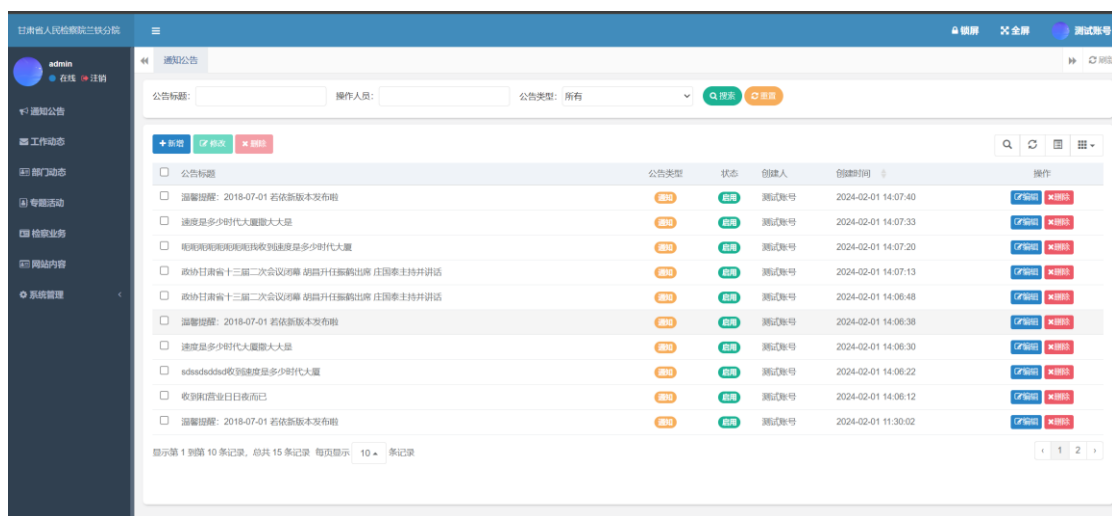 甘肃省人民检察院兰铁分院
锁屏 全屏 测试账号
admin
在线 注销
通知公告
工作动态
部门动态
专题活动
检察业务
网站内容
系统管理
通知公告
公告标题: 操作人员: 公告类型: 所有 搜索 重置
新增 修改 删除
公告标题 公告类型 状态 创建人 创建时间 操作
温馨提醒:2018-07-01 若依新版本发布啦 通知 启用 测试账号 2024-02-01 14:07:40 编辑 删除
速度是多少时代大厦撒大大是 通知 启用 测试账号 2024-02-01 14:07:33 编辑 删除
收到速度是多少时代大厦 通知 启用 测试账号 2024-02-01 14:07:20 编辑 删除
政协甘肃省十三届二次会议闭幕 胡昌升任振鹤出席 庄国泰主持并讲话 通知 启用 测试账号 2024-02-01 14:07:13 编辑 删除
政协甘肃省十三届二次会议闭幕 胡昌升任振鹤出席 庄国泰主持并讲话 通知 启用 测试账号 2024-02-01 14:06:48 编辑 删除
温馨提醒:2018-07-01 若依新版本发布啦 通知 启用 测试账号 2024-02-01 14:06:38 编辑 删除
速度是多少时代大厦撒大大是 通知 启用 测试账号 2024-02-01 14:06:30 编辑 删除
sdssdsddsd收到速度是多少时代大厦 通知 启用 测试账号 2024-02-01 14:06:22 编辑 删除
收到和营业日日夜而已 通知 启用 测试账号 2024-02-01 14:06:12 编辑 删除
温馨提醒:2018-07-01 若依新版本发布啦 通知 启用 测试账号 2024-02-01 11:30:02 编辑 删除
显示第 1 到第 10 条记录,总共 15 条记录 每页显示 10 条记录
‹ 1 2 ›